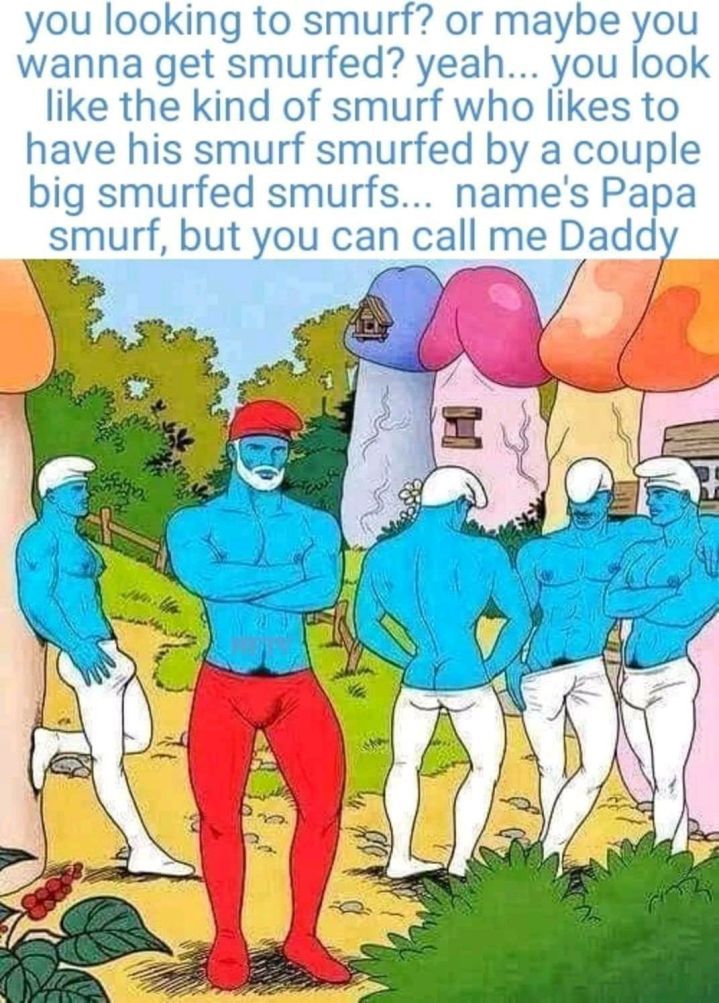 you looking to smurf? or maybe you
wanna get smurfed? yeah... you look
like the kind of smurf who likes to
have his smurf smurfed by a couple
big smurfed smurfs... name's Papa
smurf, but you can call me Daddy